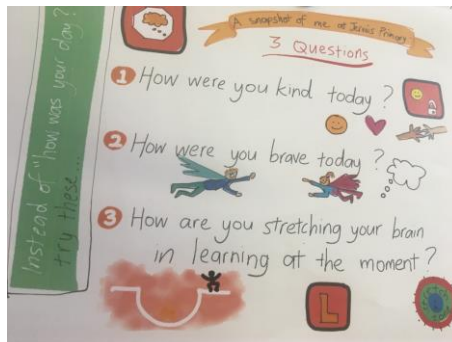 A snapshot of me at Jervis Primary
3 Questions
Instead of "how was your day?"
try these...
1 How were you kind today?
2 How were you brave today?
3 How are you stretching your brain
in learning at the moment?
L